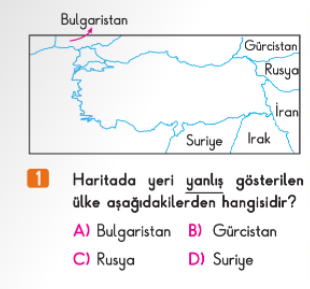 Bulgaristan
Gürcistan
Rusya
İran
Suriye
Irak
1
Haritada yeri yanlış gösterilen
ülke aşağıdakilerden hangisidir?
A) Bulgaristan B) Gürcistan
C) Rusya D) Suriye